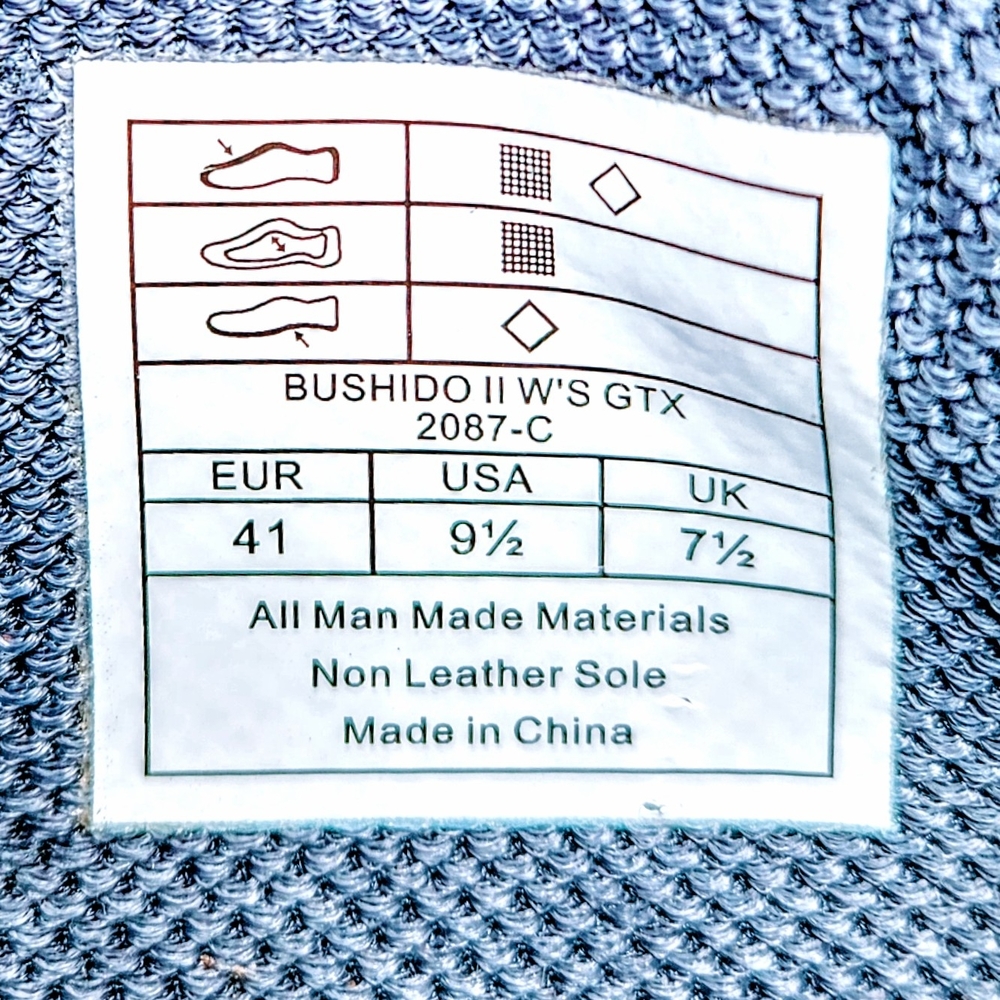 BUSHIDO II W'S GTX
2087-C
EUR USA UK
41 9½ 7½
All Man Made Materials
Non Leather Sole
Made in China